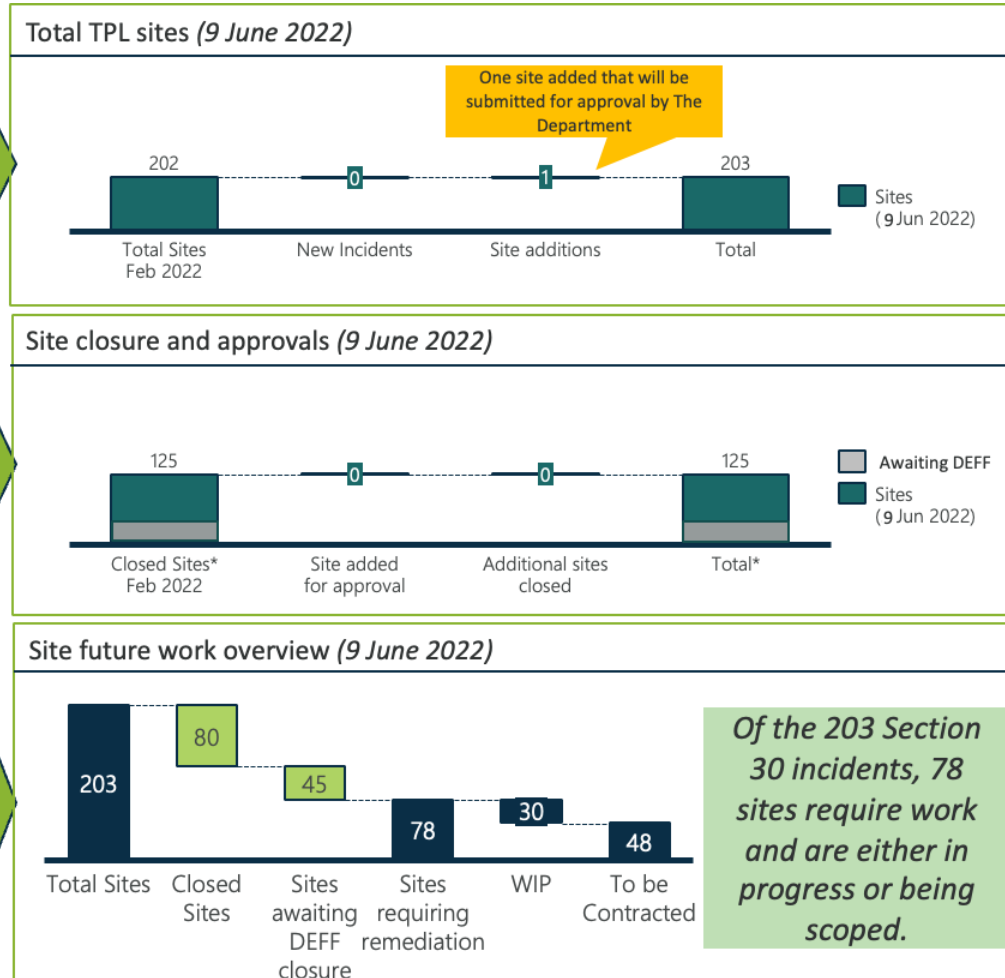 Total TPL sites (9 June 2022)
One site added that will be
submitted for approval by The
Department
202
0
1
203
Sites
(9 Jun 2022)
Total Sites
Feb 2022
New Incidents
Site additions
Total
Site closure and approvals (9 June 2022)
125
0
0
125
Awaiting DEFF
Sites
(9 Jun 2022)
Closed Sites*
Feb 2022
Site added
for approval
Additional sites
closed
Total*
Site future work overview (9 June 2022)
203
80
45
78
30
48
Total Sites
Closed
Sites
Sites
awaiting
DEFF
closure
Sites
requiring
remediation
WIP
To be
Contracted
Of the 203 Section
30 incidents, 78
sites require work
and are either in
progress or being
scoped.